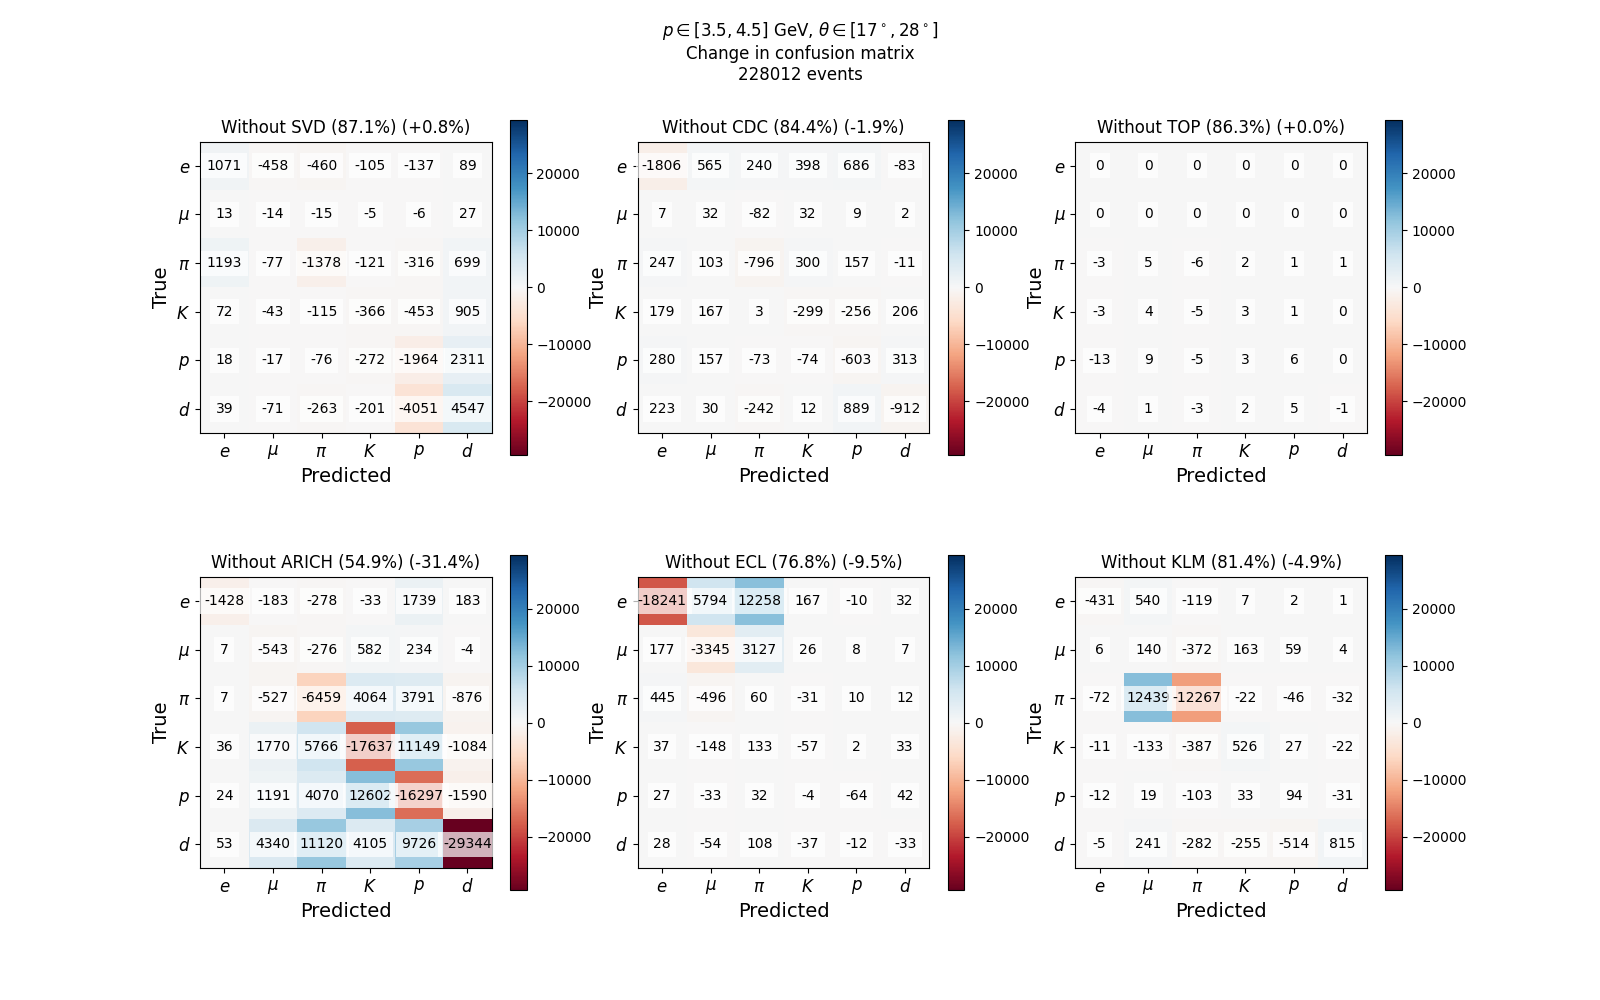 p ∈ [3.5, 4.5] GeV, θ ∈ [17°, 28°]
Change in confusion matrix
228012 events
Without SVD (87.1%) (+0.8%)
True
e 1071 -458 -460 -105 -137 89
μ 13 -14 -15 -5 -6 27
π 1193 -77 -1378 -121 -316 699
K 72 -43 -115 -366 -453 905
p 18 -17 -76 -272 -1964 2311
d 39 -71 -263 -201 -4051 4547
e μ π K p d
Predicted
20000
10000
0
−10000
−20000
Without CDC (84.4%) (-1.9%)
True
e -1806 565 240 398 686 -83
μ 7 32 -82 32 9 2
π 247 103 -796 300 157 -11
K 179 167 3 -299 -256 206
p 280 157 -73 -74 -603 313
d 223 30 -242 12 889 -912
e μ π K p d
Predicted
20000
10000
0
−10000
−20000
Without TOP (86.3%) (+0.0%)
True
e 0 0 0 0 0 0
μ 0 0 0 0 0 0
π -3 5 -6 2 1 1
K -3 4 -5 3 1 0
p -13 9 -5 3 6 0
d -4 1 -3 2 5 -1
e μ π K p d
Predicted
20000
10000
0
−10000
−20000
Without ARICH (54.9%) (-31.4%)
True
e -1428 -183 -278 -33 1739 183
μ 7 -543 -276 582 234 -4
π 7 -527 -6459 4064 3791 -876
K 36 1770 5766 -17637 11149 -1084
p 24 1191 4070 12602 -16297 -1590
d 53 4340 11120 4105 9726 -29344
e μ π K p d
Predicted
20000
10000
0
−10000
−20000
Without ECL (76.8%) (-9.5%)
True
e -18241 5794 12258 167 -10 32
μ 177 -3345 3127 26 8 7
π 445 -496 60 -31 10 12
K 37 -148 133 -57 2 33
p 27 -33 32 -4 -64 42
d 28 -54 108 -37 -12 -33
e μ π K p d
Predicted
20000
10000
0
−10000
−20000
Without KLM (81.4%) (-4.9%)
True
e -431 540 -119 7 2 1
μ 6 140 -372 163 59 4
π -72 12439 -12267 -22 -46 -32
K -11 -133 -387 526 27 -22
p -12 19 -103 33 94 -31
d -5 241 -282 -255 -514 815
e μ π K p d
Predicted
20000
10000
0
−10000
−20000